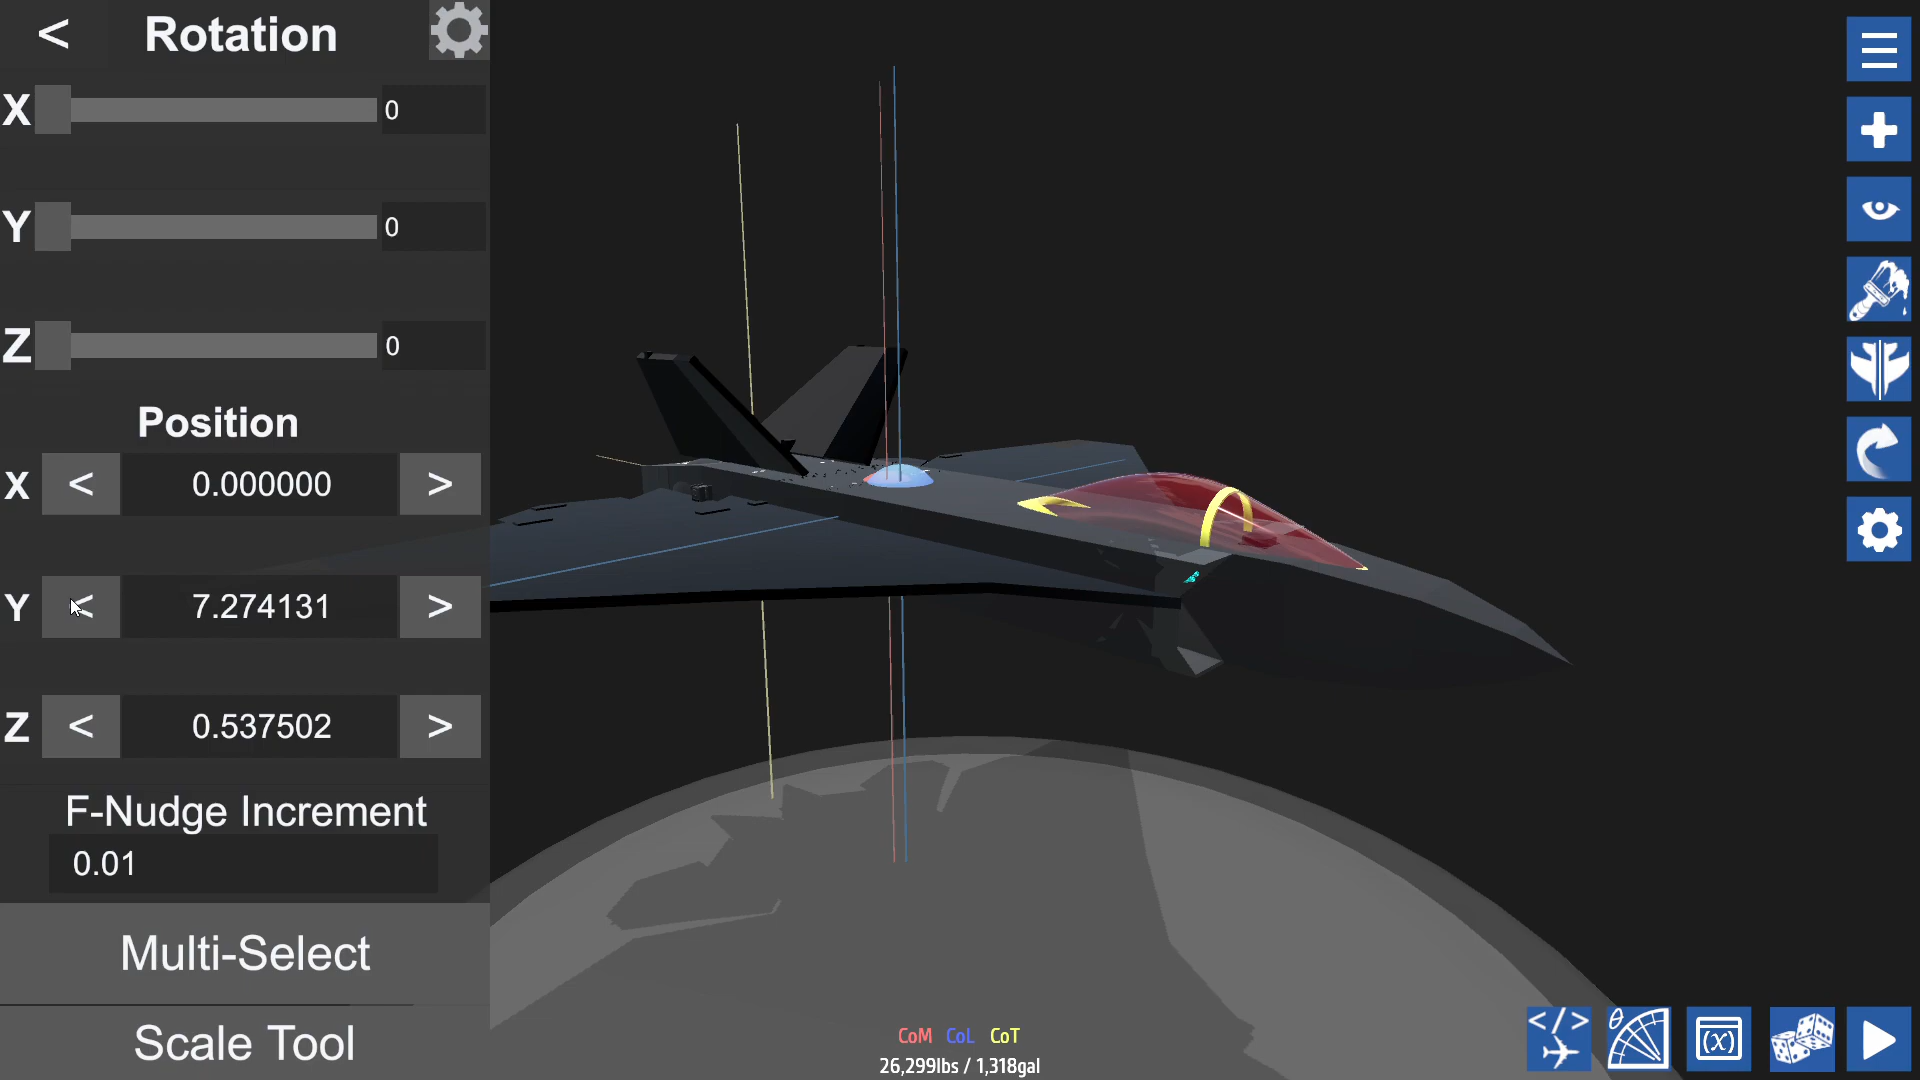 < Rotation
X 0
Y 0
Z 0
Position
X < 0.000000 >
Y < 7.274131 >
Z < 0.537502 >
F-Nudge Increment
0.01
Multi-Select
Scale Tool
CoM CoL CoT
26,299lbs / 1,318gal
</> θ (x)